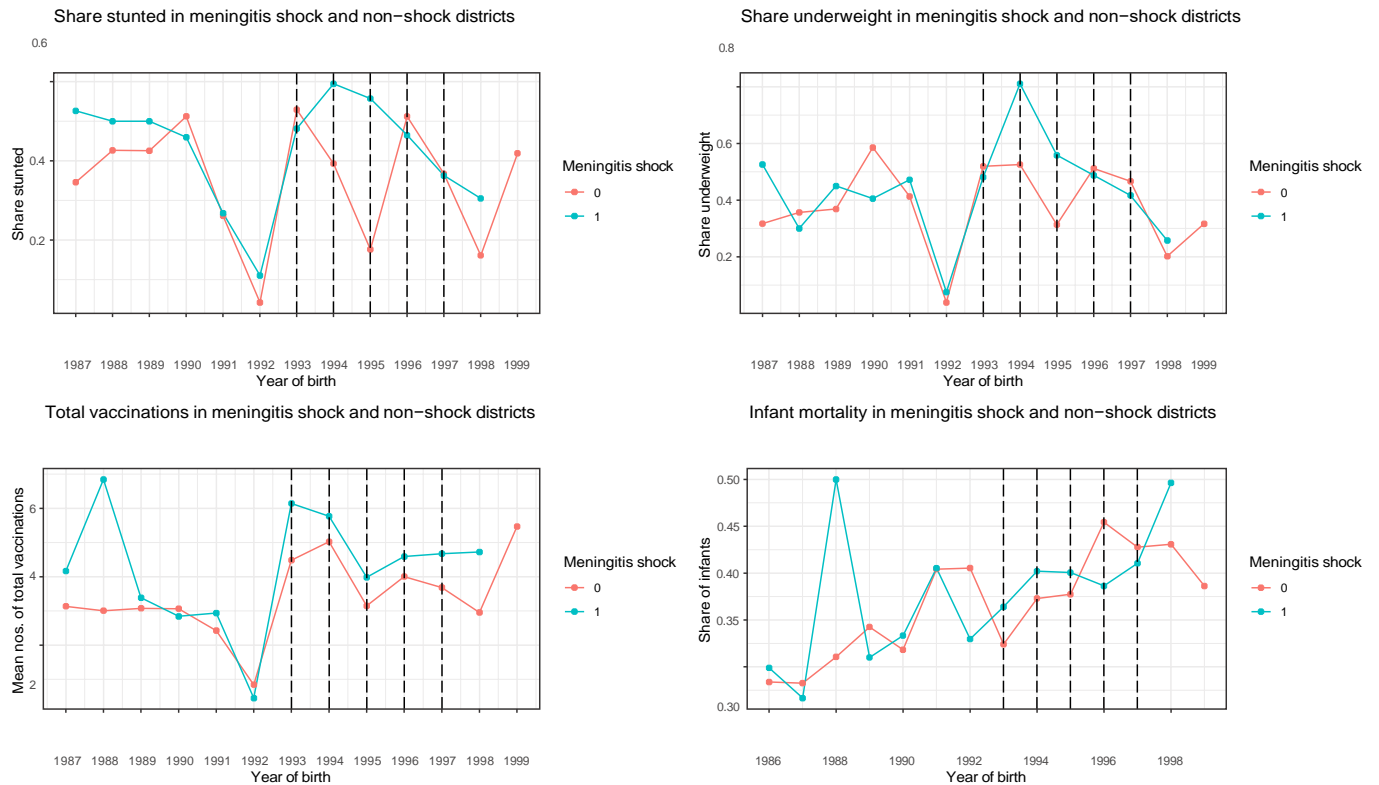 Share stunted in meningitis shock and non−shock districts
0.6
0.4
0.2
Share stunted
1987 1988 1989 1990 1991 1992 1993 1994 1995 1996 1997 1998 1999
Year of birth
Meningitis shock
0
1
Share underweight in meningitis shock and non−shock districts
0.8
0.6
0.4
0.2
Share underweight
1987 1988 1989 1990 1991 1992 1993 1994 1995 1996 1997 1998 1999
Year of birth
Meningitis shock
0
1
Total vaccinations in meningitis shock and non−shock districts
6
4
2
Mean nos. of total vaccinations
1987 1988 1989 1990 1991 1992 1993 1994 1995 1996 1997 1998 1999
Year of birth
Meningitis shock
0
1
Infant mortality in meningitis shock and non−shock districts
0.50
0.45
0.40
0.35
0.30
Share of infants
1986 1988 1990 1992 1994 1996 1998
Year of birth
Meningitis shock
0
1